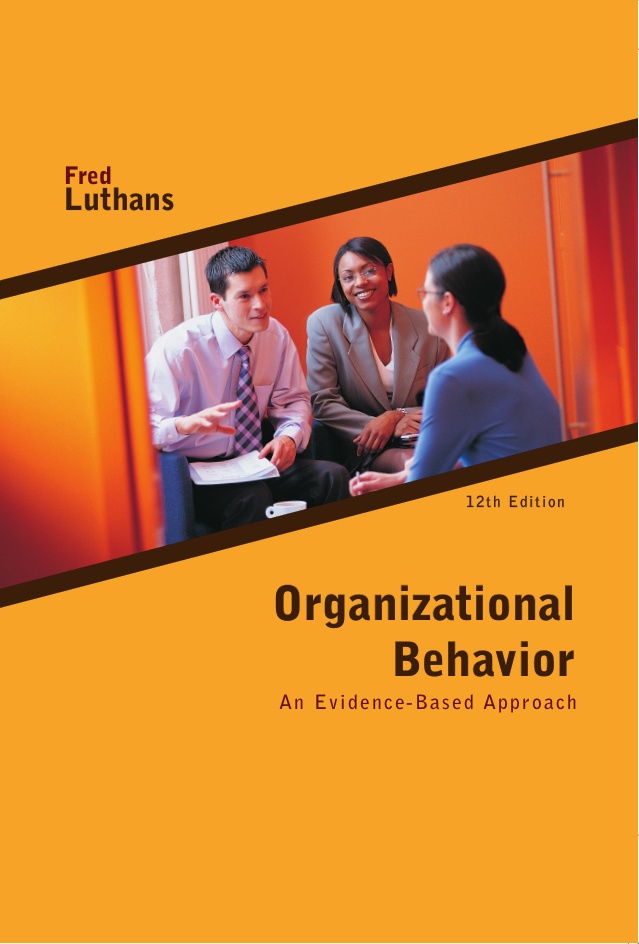 Fred
Luthans
12th Edition
Organizational
Behavior
An Evidence-Based Approach